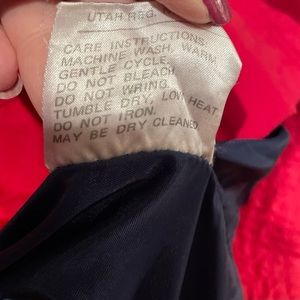 UTAH REG.
CARE INSTRUCTIONS:
MACHINE WASH, WARM,
GENTLE CYCLE.
DO NOT BLEACH.
DO NOT WRING.
TUMBLE DRY, LOW HEAT.
DO NOT IRON.
MAY BE DRY CLEANED.